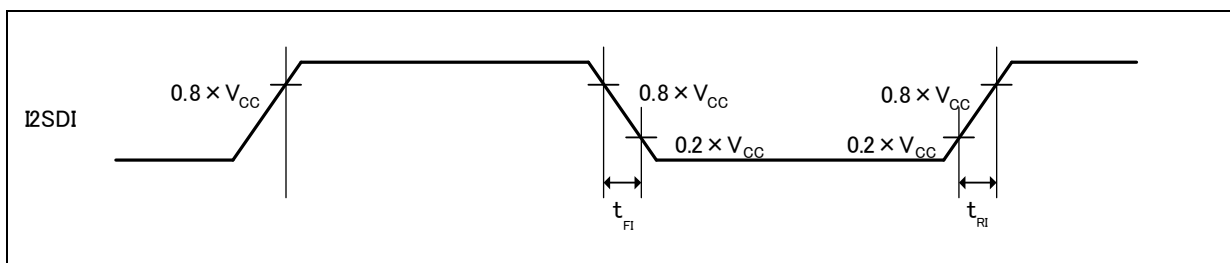 I2SDI
0.8 × VCC
0.8 × VCC
0.2 × VCC
0.8 × VCC
0.2 × VCC
tFI
tRI